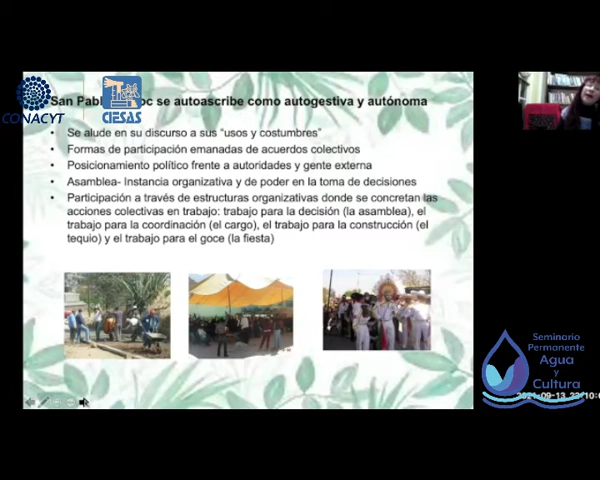 CONACYT
CIESAS
San Pabl oc se autoascribe como autogestiva y autónoma
• Se alude en su discurso a sus "usos y costumbres"
• Formas de participación emanadas de acuerdos colectivos
• Posicionamiento político frente a autoridades y gente externa
• Asamblea- Instancia organizativa y de poder en la toma de decisiones
• Participación a través de estructuras organizativas donde se concretan las
acciones colectivas en trabajo: trabajo para la decisión (la asamblea), el
trabajo para la coordinación (el cargo), el trabajo para la construcción (el
tequio) y el trabajo para el goce (la fiesta)
Seminario
Permanente
Agua
y
Cultura
2021-09-13